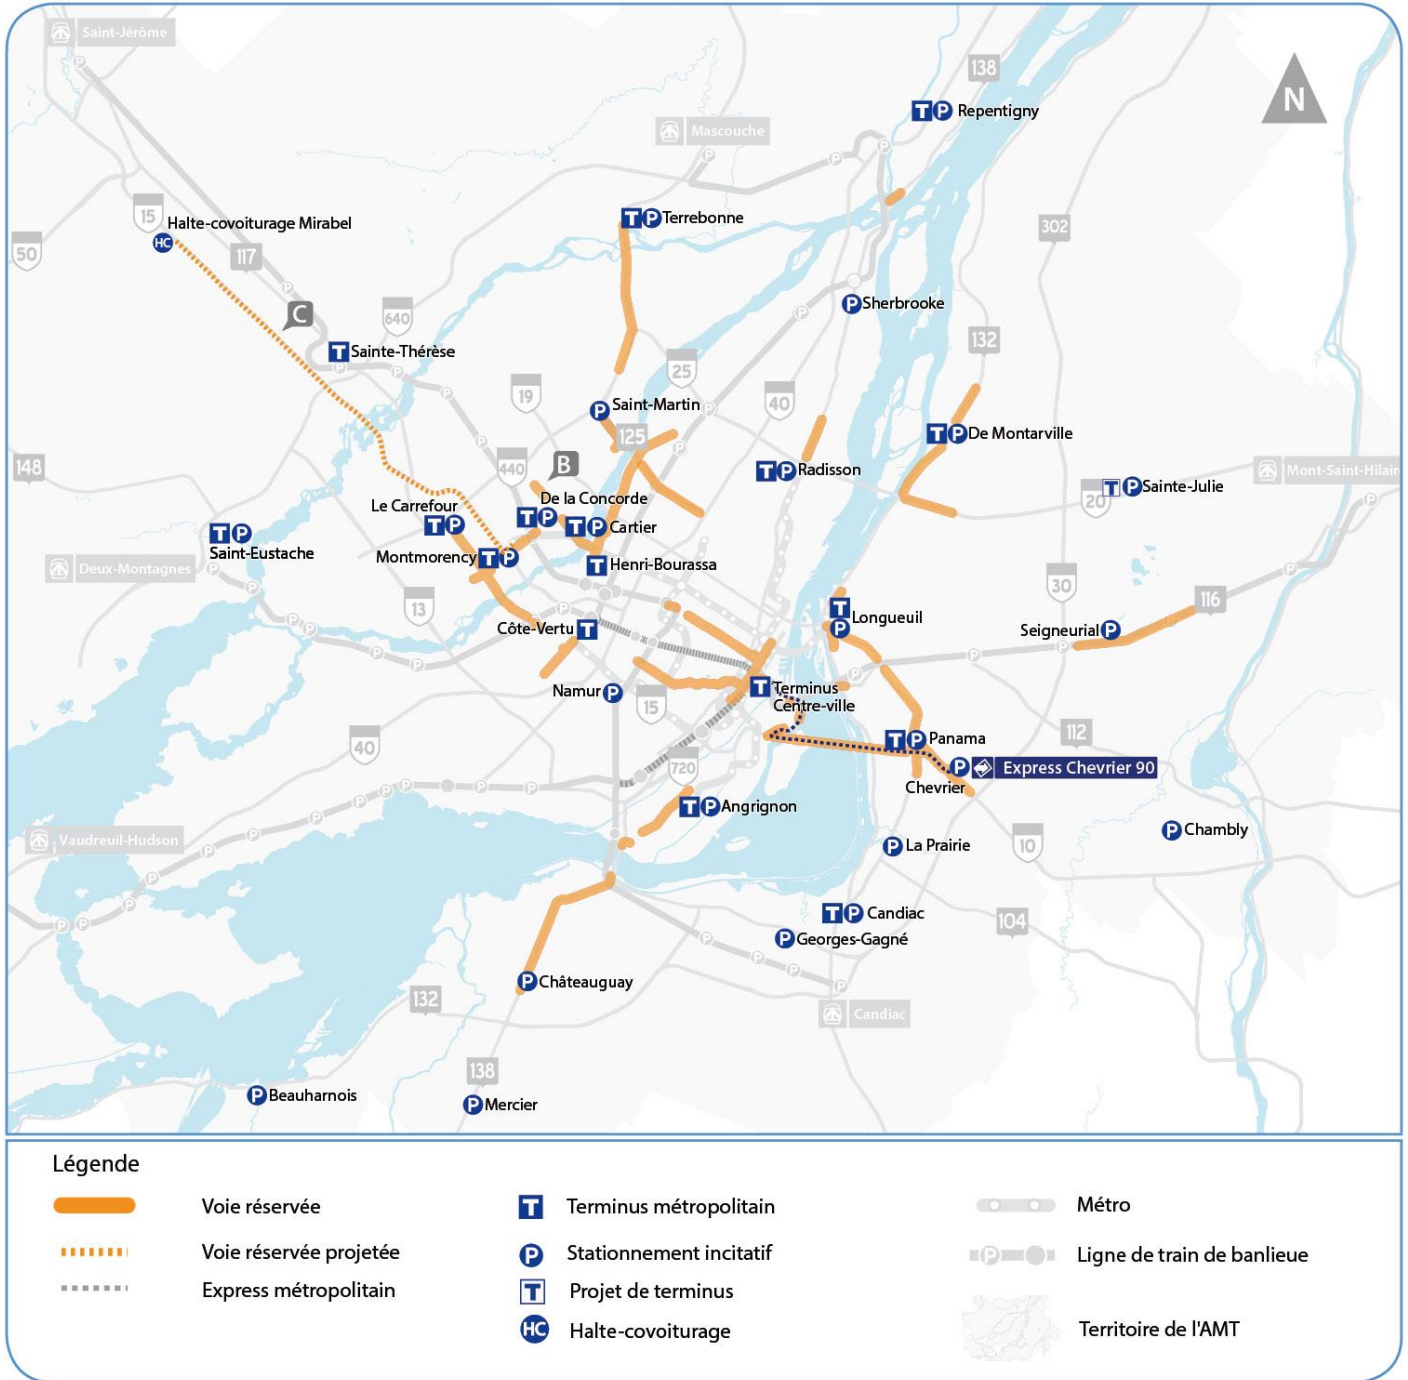 Saint-Jérôme
138
N
Repentigny
Mascouche
15
Halte-covoiturage Mirabel
HC
T P Terrebonne
302
50
117
C
640
P Sherbrooke
T Sainte-Thérèse
132
25
19
40
P Saint-Martin
125
T P De Montarville
148
440
B
T P Radisson
Mont-Saint-Hilair
20
T P Sainte-Julie
Le Carrefour
T P
De la Concorde
T P
T P Cartier
T P
Saint-Eustache
Montmorency T P
T Henri-Bourassa
Deux-Montagnes
13
30
116
T
P Longueuil
Côte-Vertu T
Seigneurial P
Namur P
15
T Terminus
Centre-ville
40
T P Panama
112
720
P Express Chevrier 90
Chevrier
T P Angrignon
Vaudreuil-Hudson
P La Prairie
10
P Chambly
T P Candiac
104
P Georges-Gagné
P Châteauguay
132
Candiac
138
P Beauharnois
P Mercier
Légende
Voie réservée
Voie réservée projetée
Express métropolitain
T Terminus métropolitain
P Stationnement incitatif
T Projet de terminus
HC Halte-covoiturage
Métro
P Ligne de train de banlieue
Territoire de l'AMT